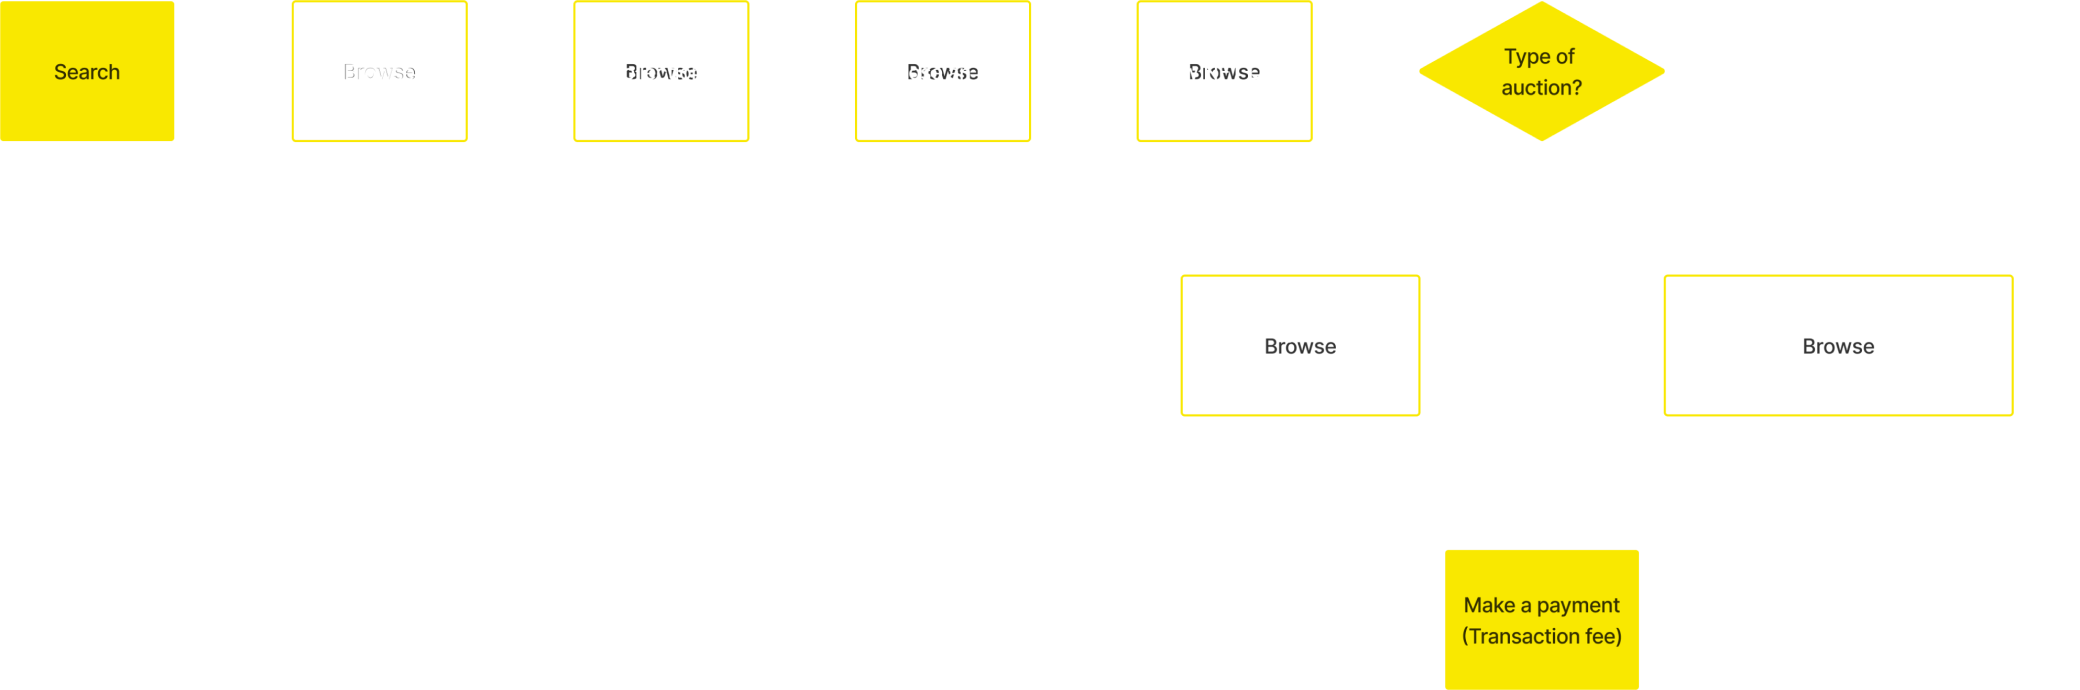 Search
Browse
Browse
Browse
Browse
Type of
auction?
Browse
Browse
Make a payment
(Transaction fee)